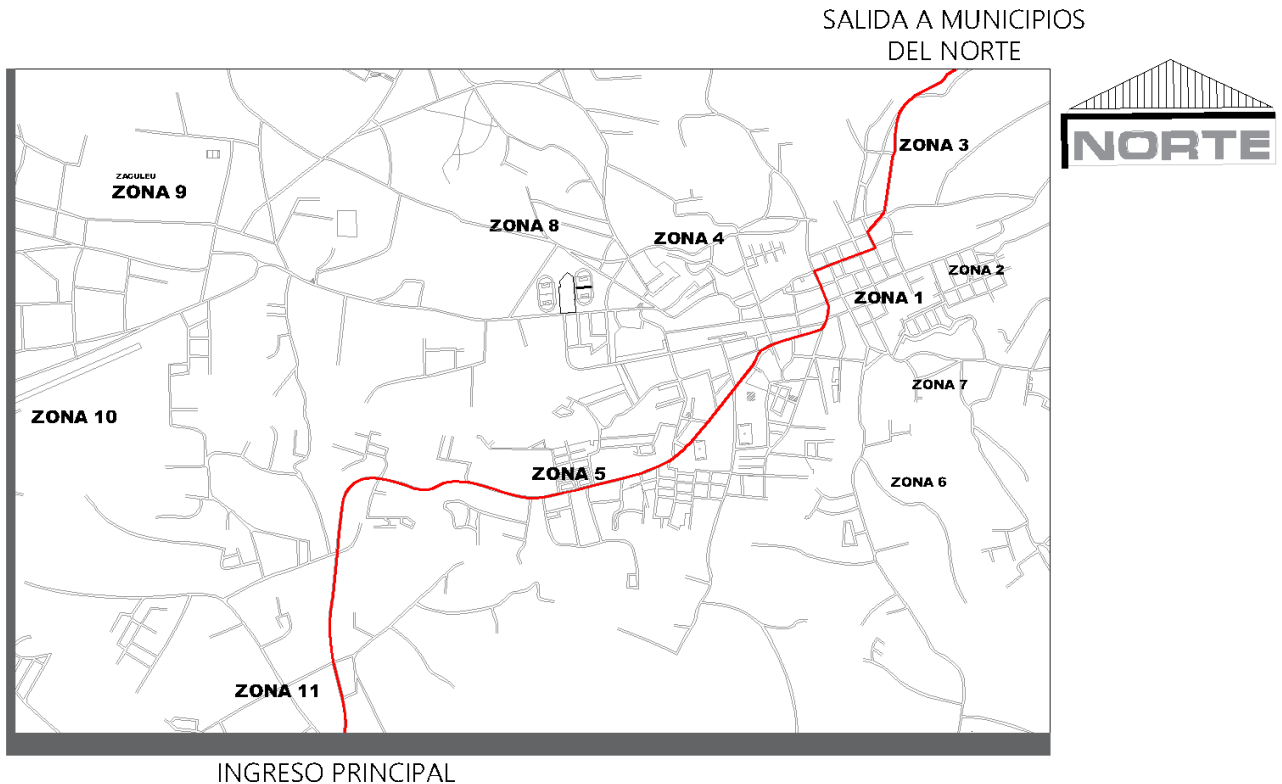 SALIDA A MUNICIPIOS
DEL NORTE
NORTE
ZONA 3
ZACULEU
ZONA 9
ZONA 8
ZONA 4
ZONA 2
ZONA 1
ZONA 7
ZONA 10
ZONA 5
ZONA 6
ZONA 11
INGRESO PRINCIPAL